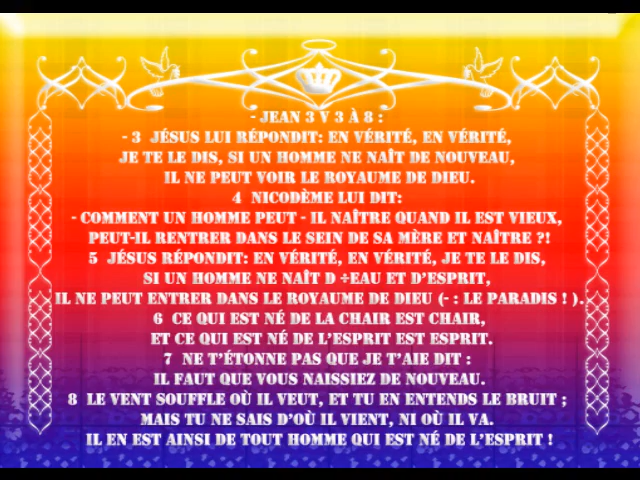 - JEAN 3 V 3 À 8 :
- 3 JÉSUS LUI RÉPONDIT: EN VÉRITÉ, EN VÉRITÉ,
JE TE LE DIS, SI UN HOMME NE NAÎT DE NOUVEAU,
IL NE PEUT VOIR LE ROYAUME DE DIEU.
4 NICODÈME LUI DIT:
- COMMENT UN HOMME PEUT - IL NAÎTRE QUAND IL EST VIEUX,
PEUT-IL RENTRER DANS LE SEIN DE SA MÈRE ET NAÎTRE ?!
5 JÉSUS RÉPONDIT: EN VÉRITÉ, EN VÉRITÉ, JE TE LE DIS,
SI UN HOMME NE NAÎT D ÷EAU ET D'ESPRIT,
IL NE PEUT ENTRER DANS LE ROYAUME DE DIEU (- : LE PARADIS ! ).
6 CE QUI EST NÉ DE LA CHAIR EST CHAIR,
ET CE QUI EST NÉ DE L'ESPRIT EST ESPRIT.
7 NE T'ÉTONNE PAS QUE JE T'AIE DIT :
IL FAUT QUE VOUS NAISSIEZ DE NOUVEAU.
8 LE VENT SOUFFLE OÙ IL VEUT, ET TU EN ENTENDS LE BRUIT ;
MAIS TU NE SAIS D'OÙ IL VIENT, NI OÙ IL VA.
IL EN EST AINSI DE TOUT HOMME QUI EST NÉ DE L'ESPRIT !